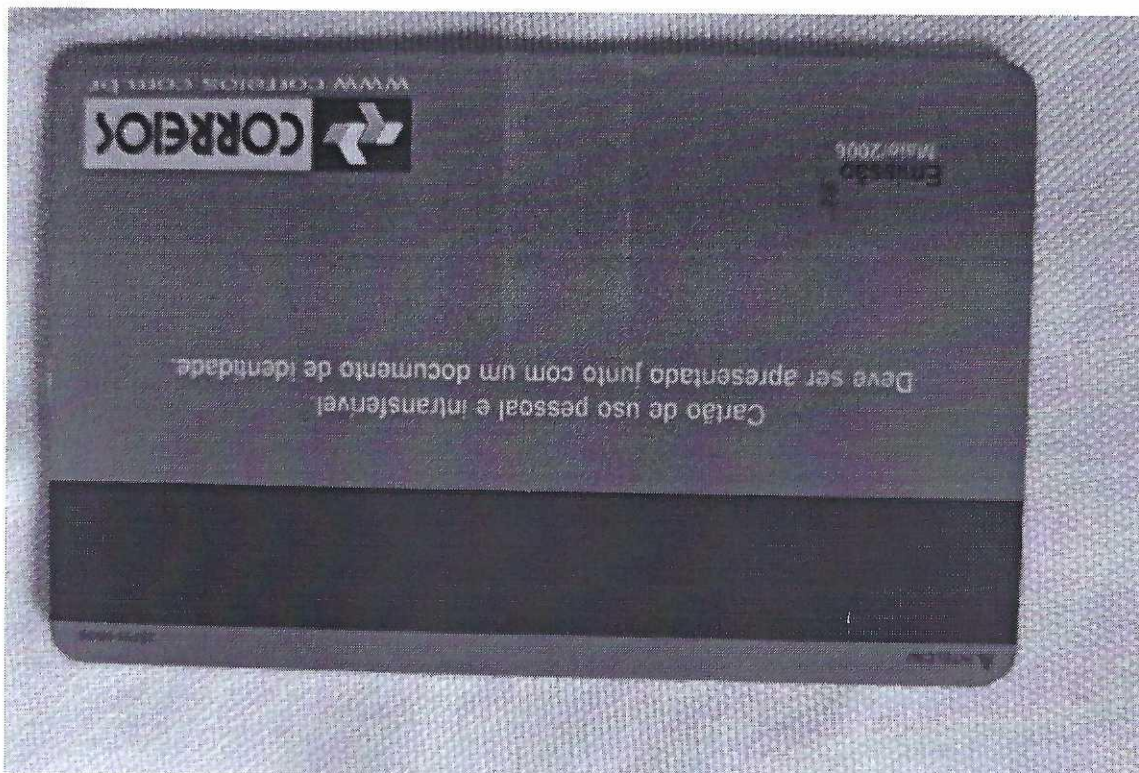 Cartão de uso pessoal e intransferível
Deve ser apresentado junto com um documento de identidade.
Emissão
Maio/2006
CORREIOS
www.correios.com.br